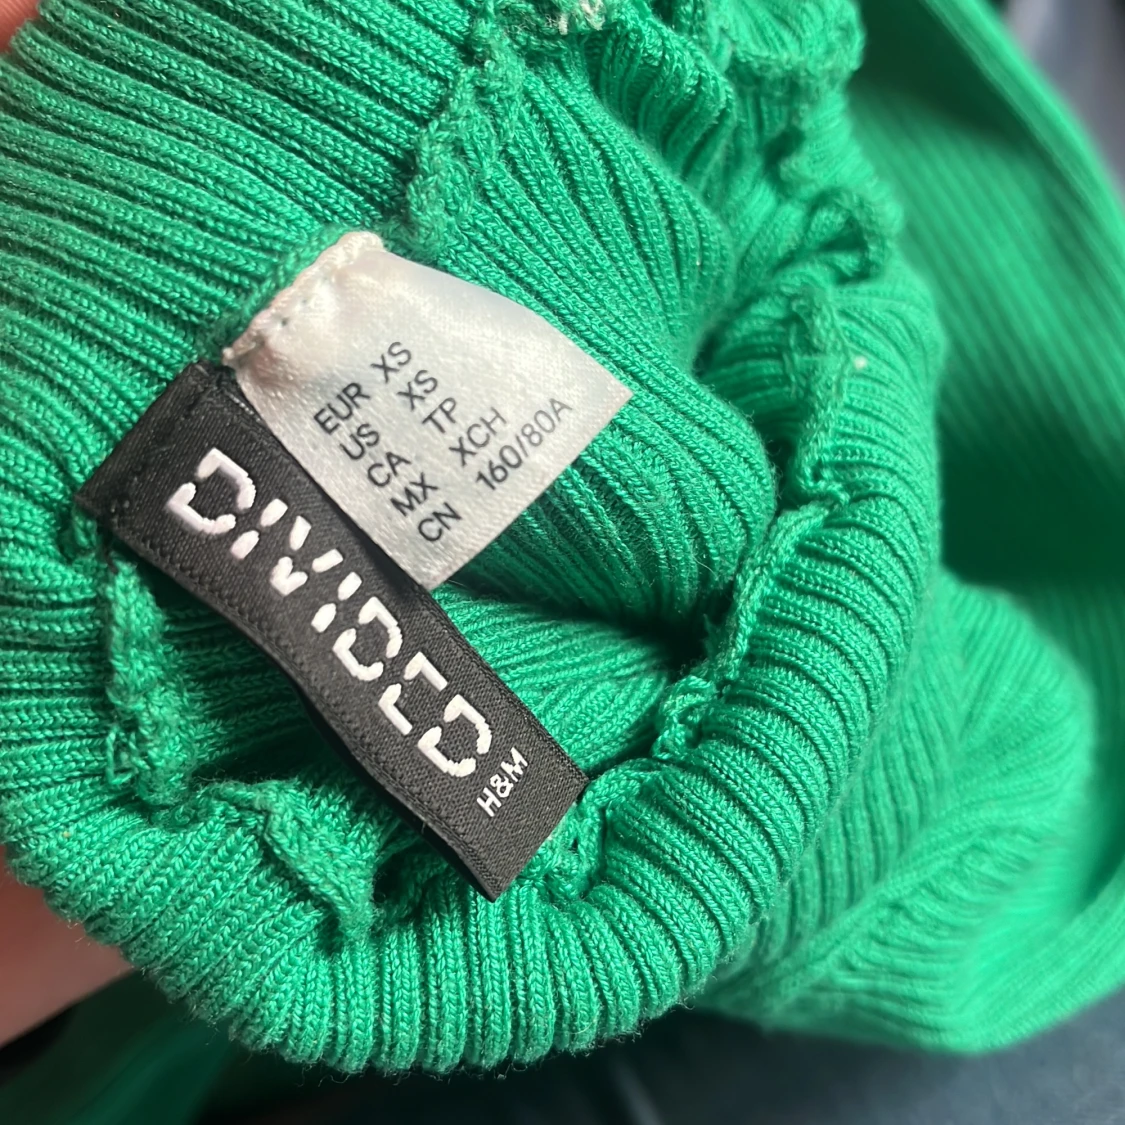 EUR XS
US XS
CA TP
MX XCH
CN 160/80A
DIVIDED
H&M